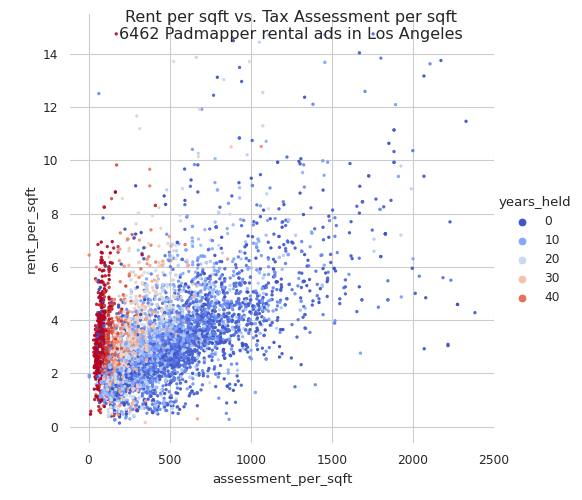 Rent per sqft vs. Tax Assessment per sqft
6462 Padmapper rental ads in Los Angeles
14
12
10
8
6
4
2
0
rent_per_sqft
0 500 1000 1500 2000 2500
assessment_per_sqft
years_held
0
10
20
30
40